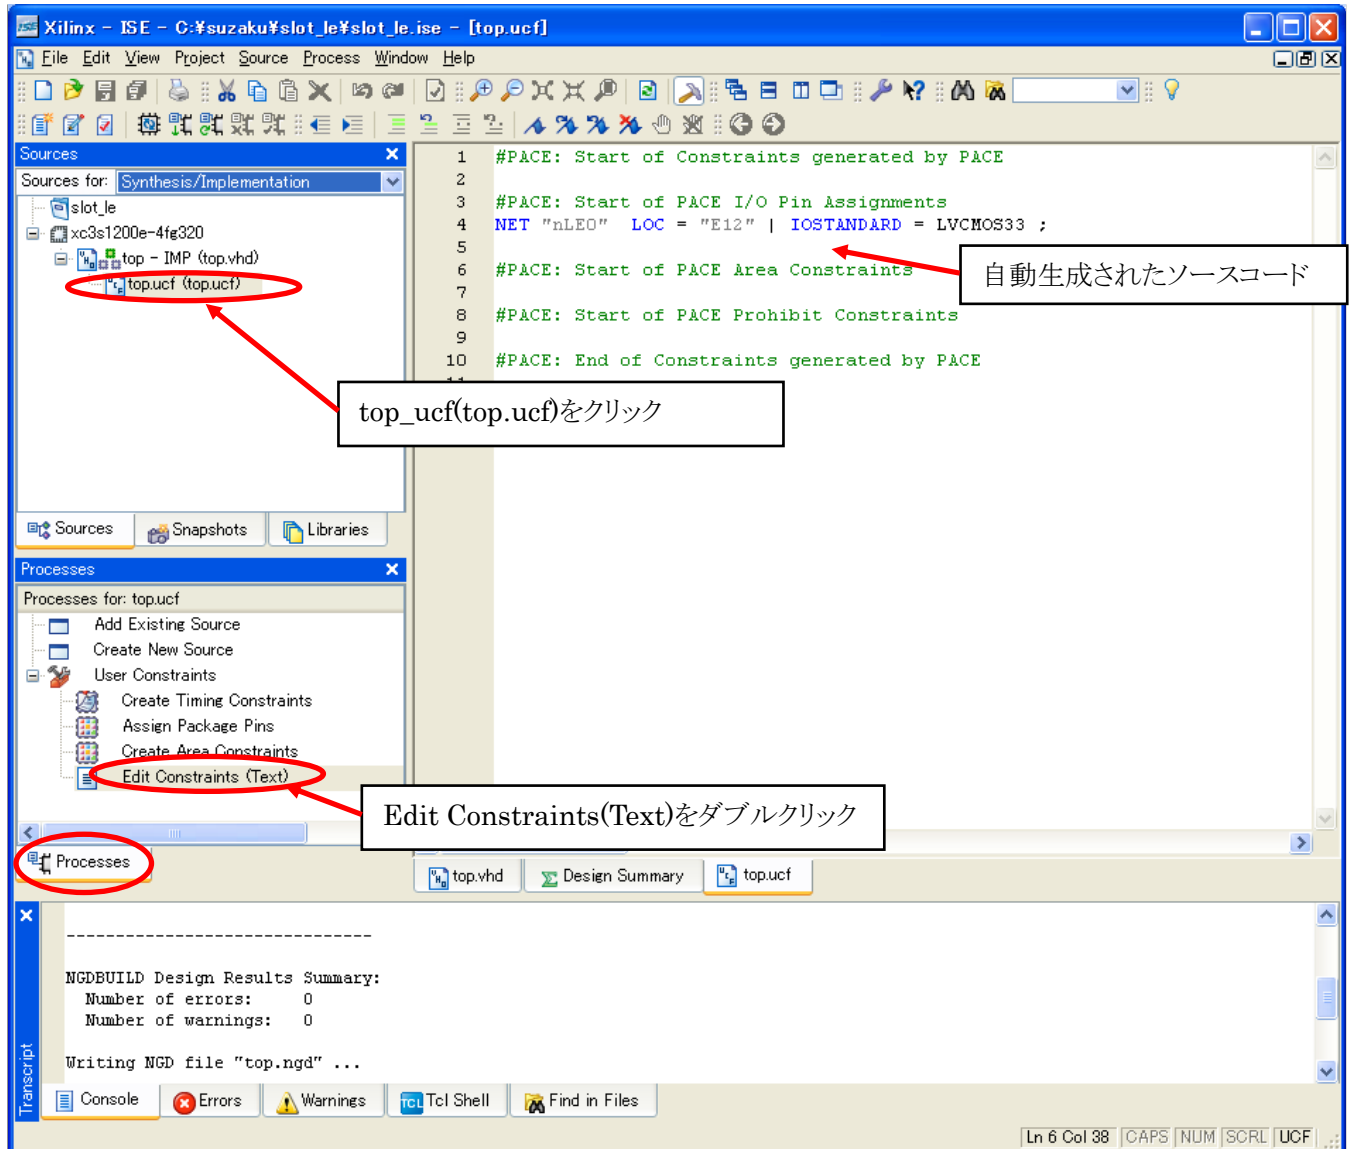 Xilinx - ISE - C:¥suzaku¥slot_le¥slot_le.ise - [top.ucf]
File Edit View Project Source Process Window Help
Sources
Sources for: Synthesis/Implementation
slot_le
xc3s1200e-4fg320
top - IMP (top.vhd)
top.ucf (top.ucf)
Sources Snapshots Libraries
1 #PACE: Start of Constraints generated by PACE
2
3 #PACE: Start of PACE I/O Pin Assignments
4 NET "nLE0" LOC = "E12" | IOSTANDARD = LVCMOS33 ;
5
6 #PACE: Start of PACE Area Constraints
7
8 #PACE: Start of PACE Prohibit Constraints
9
10 #PACE: End of Constraints generated by PACE
自動生成されたソースコード
top_ucf(top.ucf)をクリック
Processes
Processes for: top.ucf
Add Existing Source
Create New Source
User Constraints
Create Timing Constraints
Assign Package Pins
Create Area Constraints
Edit Constraints (Text)
Edit Constraints(Text)をダブルクリック
Processes
top.vhd Design Summary top.ucf
Transcript
------------------------------
NGDBUILD Design Results Summary:
Number of errors: 0
Number of warnings: 0
Writing NGD file "top.ngd" ...
Console Errors Warnings Tcl Shell Find in Files
Ln 6 Col 38 CAPS NUM SCRL UCF